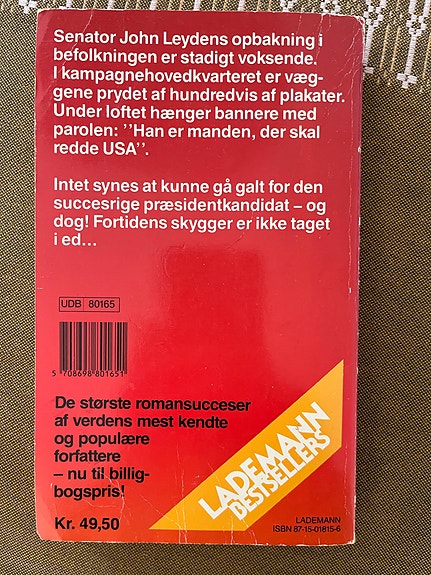 Senator John Leydens opbakning i
befolkningen er stadigt voksende.
I kampagnehovedkvarteret er væg-
gene prydet af hundredvis af plakater.
Under loftet hænger bannere med
parolen: ''Han er manden, der skal
redde USA''.
Intet synes at kunne gå galt for den
succesrige præsidentkandidat – og
dog! Fortidens skygger er ikke taget
i ed...
UDB 80165
5 708698 801651
De største romansucceser
af verdens mest kendte
og populære
forfattere
– nu til billig-
bogspris!
Kr. 49,50
LADEMANN
BESTSELLERS
LADEMANN
ISBN 87-15-01815-6